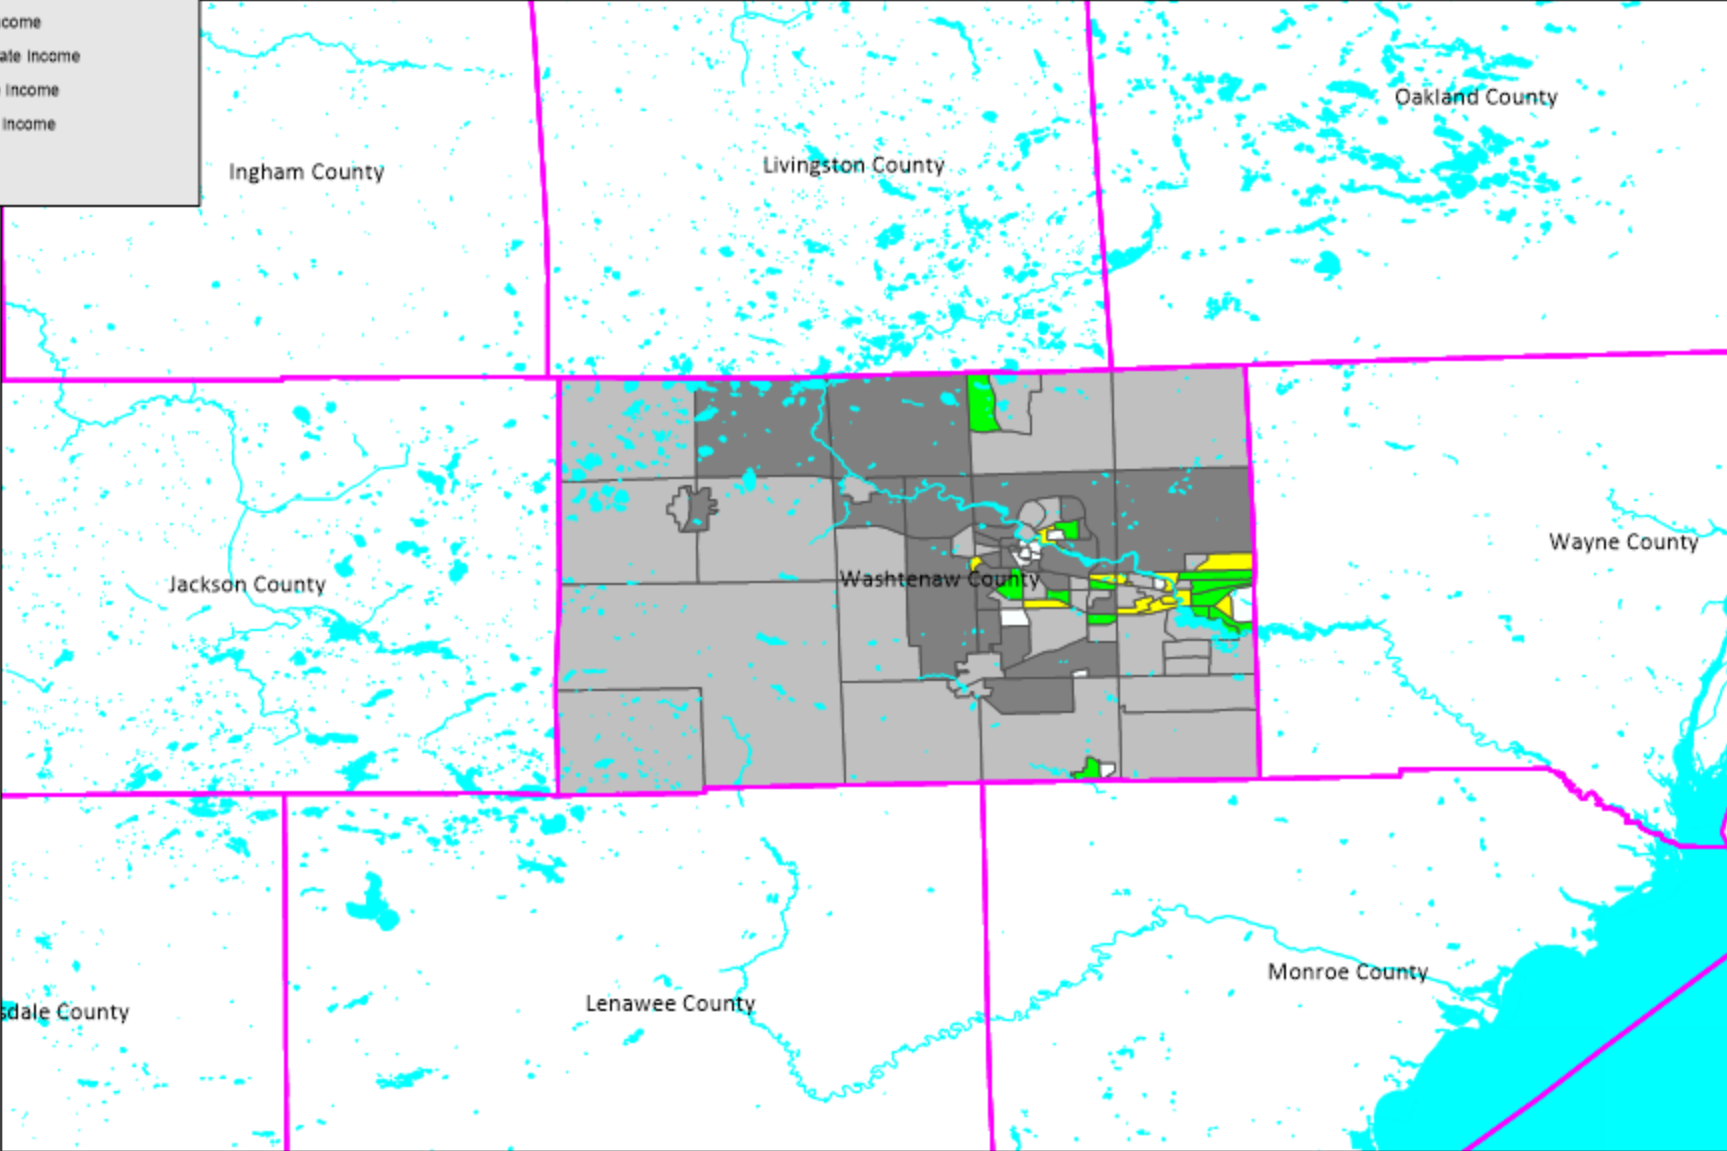 ncome
ate Income
Income
Income
Oakland County
Livingston County
Ingham County
Wayne County
Washtenaw County
Jackson County
Monroe County
Lenawee County
sdale County